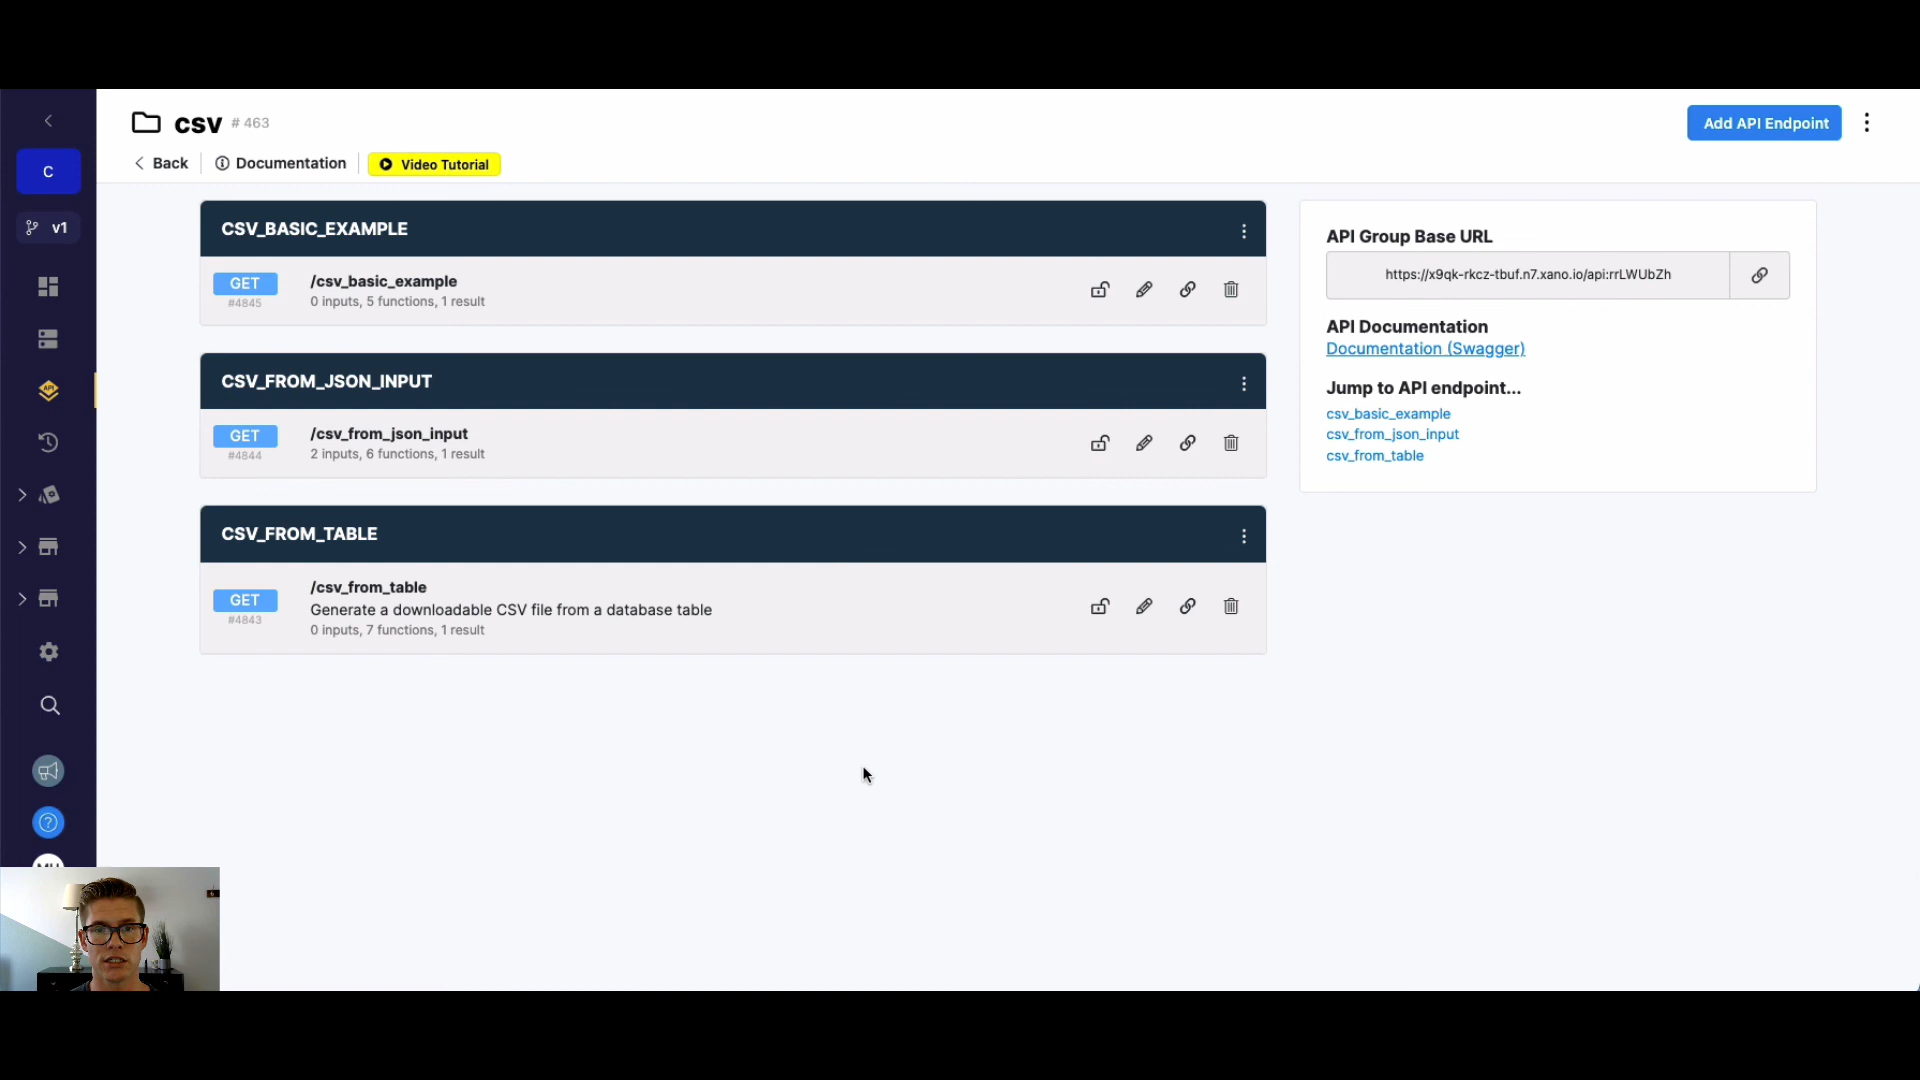 csv # 463
Add API Endpoint
Back
Documentation
Video Tutorial
C
v1
API
CSV_BASIC_EXAMPLE
GET
#4845
/csv_basic_example
0 inputs, 5 functions, 1 result
CSV_FROM_JSON_INPUT
GET
#4844
/csv_from_json_input
2 inputs, 6 functions, 1 result
CSV_FROM_TABLE
GET
#4843
/csv_from_table
Generate a downloadable CSV file from a database table
0 inputs, 7 functions, 1 result
API Group Base URL
https://x9qk-rkcz-tbuf.n7.xano.io/api:rrLWUbZh
API Documentation
Documentation (Swagger)
Jump to API endpoint...
csv_basic_example
csv_from_json_input
csv_from_table